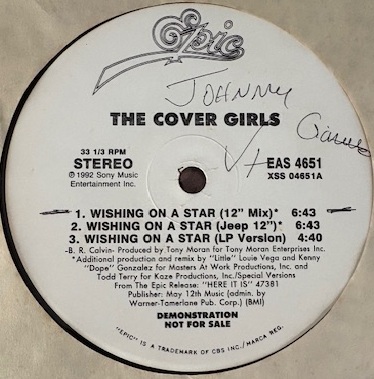 Epic
JOHNNY
THE COVER GIRLS
33 1/3 RPM
STEREO
℗ 1992 Sony Music
Entertainment Inc.
EAS 4651
XSS 04651A
1. WISHING ON A STAR (12" Mix)* 6:43
2. WISHING ON A STAR (Jeep 12")* 6:43
3. WISHING ON A STAR (LP Version) 4:40
-B. R. Calvin- Produced by Tony Moran for Tony Moran Enterprises Inc.
*Additional production and remix by "Little" Louie Vega and Kenny
"Dope" Gonzalez for Masters At Work Productions, Inc. and
Todd Terry for Kaze Productions, Inc./Special Versions
From The Epic Release: "HERE IT IS" 47381
Publisher: May 12th Music (admin. by
Warner-Tamerlane Pub. Corp.) (BMI)
DEMONSTRATION
NOT FOR SALE
"EPIC" IS A TRADEMARK OF CBS INC./MARCA REG.